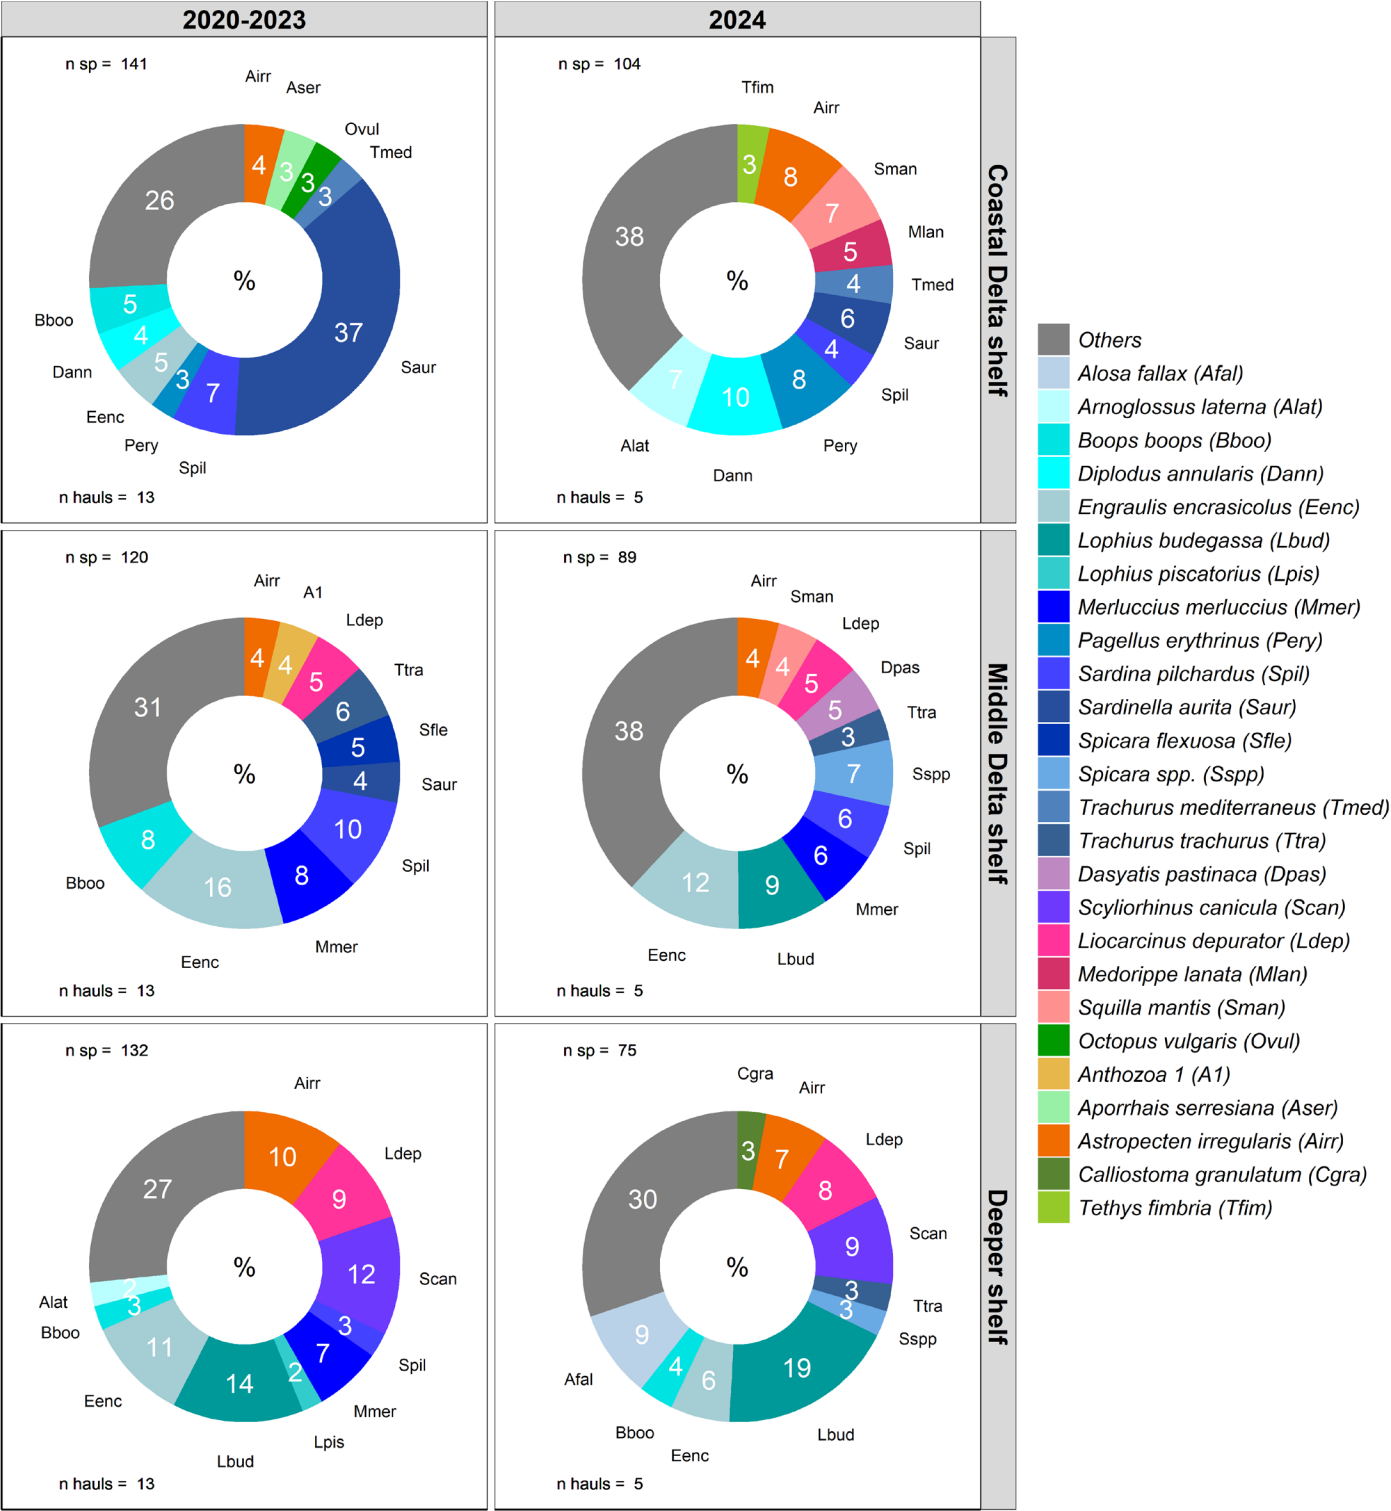 2020-2023
2024
n sp = 141
Airr
Aser
Ovul
Tmed
4
3
3
3
26
37
%
Saur
5
4
5
3
7
Bboo
Dann
Eenc
Pery
Spil
n hauls = 13
n sp = 104
Tfim
Airr
Sman
Mlan
Tmed
Saur
Spil
Pery
Dann
Alat
3
8
7
5
4
6
4
8
10
7
38
%
n hauls = 5
Coastal Delta shelf
n sp = 120
Airr
A1
Ldep
Ttra
Sfle
Saur
Spil
Mmer
Eenc
Bboo
4
4
5
6
5
4
10
8
16
8
31
%
n hauls = 13
n sp = 89
Airr
Sman
Ldep
Dpas
Ttra
Sspp
Spil
Mmer
Lbud
Eenc
4
4
5
5
3
7
6
6
9
12
38
%
n hauls = 5
Middle Delta shelf
n sp = 132
Airr
Ldep
Scan
Spil
Mmer
Lpis
Lbud
Eenc
Bboo
Alat
10
9
12
3
7
2
14
11
3
2
27
%
n hauls = 13
n sp = 75
Cgra
Airr
Ldep
Scan
Ttra
Sspp
Lbud
Eenc
Bboo
Afal
3
7
8
9
3
3
19
6
4
9
30
%
n hauls = 5
Deeper shelf
Others
Alosa fallax (Afal)
Arnoglossus laterna (Alat)
Boops boops (Bboo)
Diplodus annularis (Dann)
Engraulis encrasicolus (Eenc)
Lophius budegassa (Lbud)
Lophius piscatorius (Lpis)
Merluccius merluccius (Mmer)
Pagellus erythrinus (Pery)
Sardina pilchardus (Spil)
Sardinella aurita (Saur)
Spicara flexuosa (Sfle)
Spicara spp. (Sspp)
Trachurus mediterraneus (Tmed)
Trachurus trachurus (Ttra)
Dasyatis pastinaca (Dpas)
Scyliorhinus canicula (Scan)
Liocarcinus depurator (Ldep)
Medorippe lanata (Mlan)
Squilla mantis (Sman)
Octopus vulgaris (Ovul)
Anthozoa 1 (A1)
Aporrhais serresiana (Aser)
Astropecten irregularis (Airr)
Calliostoma granulatum (Cgra)
Tethys fimbria (Tfim)